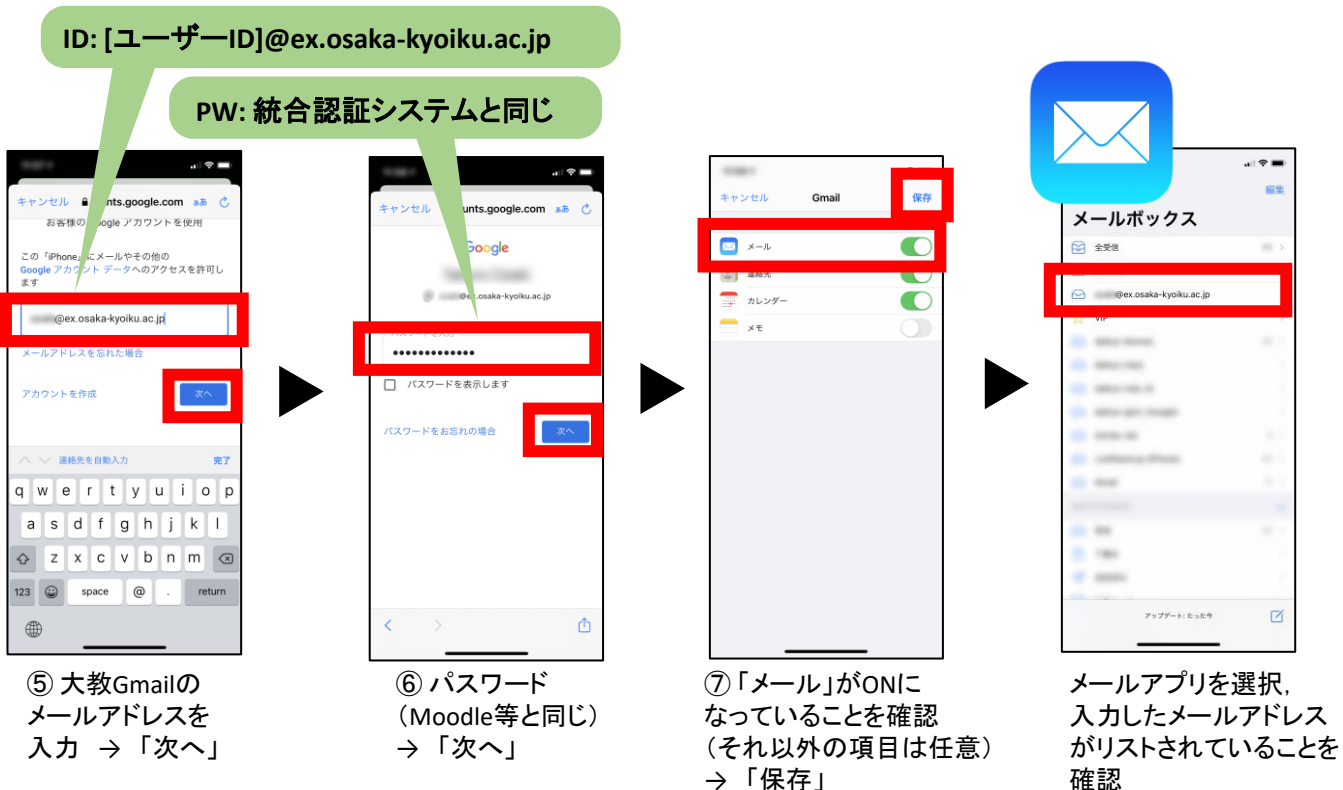 ID: [ユーザーID]@ex.osaka-kyoiku.ac.jp
PW: 統合認証システムと同じ
キャンセル
nts.google.com
ああ
お客様の
oogle アカウントを使用
この「iPhone」にメールやその他の
Google アカウント データへのアクセスを許可し
ます
@ex.osaka-kyoiku.ac.jp
メールアドレスを忘れた場合
アカウントを作成
次へ
連絡先を自動入力
完了
q w e r t y u i o p
a s d f g h j k l
z x c v b n m
123 space @ . return
⑤ 大教Gmailの
メールアドレスを
入力 → 「次へ」
キャンセル
unts.google.com
ああ
Google
@ex.osaka-kyoiku.ac.jp
パスワードを入力
•••••••••••••
パスワードを表示します
パスワードをお忘れの場合
次へ
⑥ パスワード
（Moodle等と同じ）
→ 「次へ」
キャンセル
Gmail
保存
メール
連絡先
カレンダー
メモ
⑦「メール」がONに
なっていることを確認
（それ以外の項目は任意）
→ 「保存」
編集
メールボックス
全受信
@ex.osaka-kyoiku.ac.jp
VIP
アップデート: たった今
メールアプリを選択,
入力したメールアドレス
がリストされていることを
確認